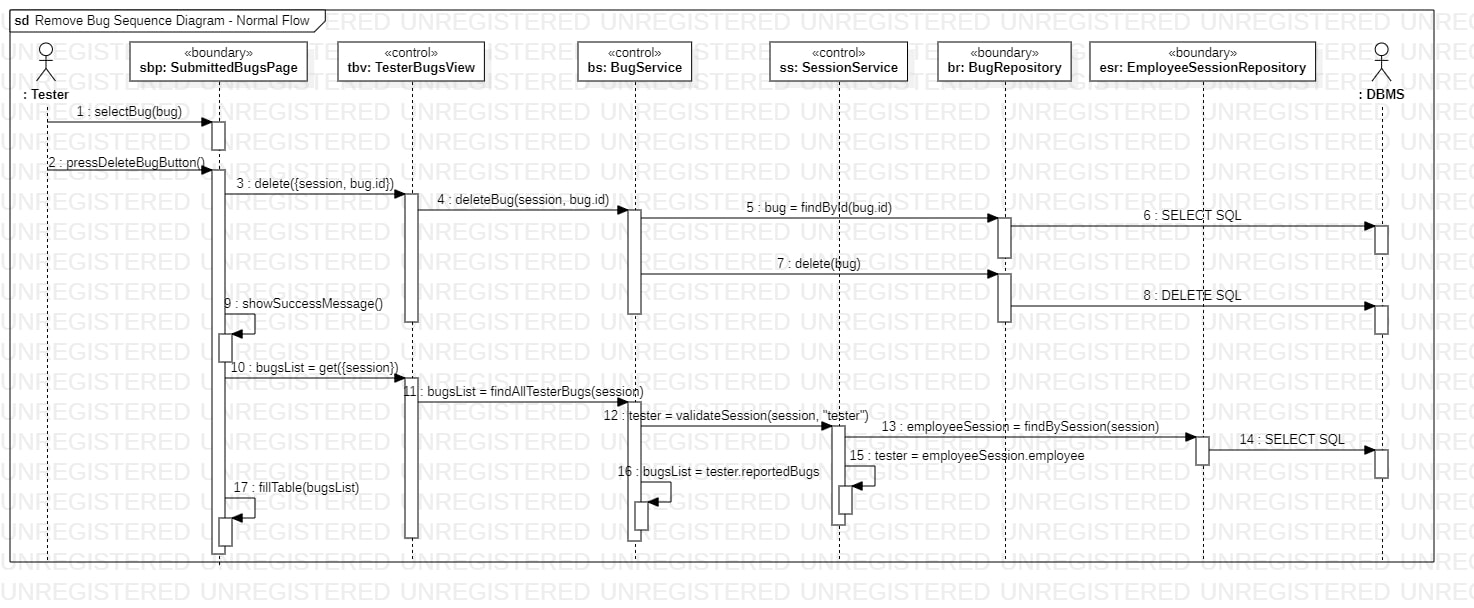 sd Remove Bug Sequence Diagram - Normal Flow
: Tester
«boundary»
sbp: SubmittedBugsPage
«control»
tbv: TesterBugsView
«control»
bs: BugService
«control»
ss: SessionService
«boundary»
br: BugRepository
«boundary»
esr: EmployeeSessionRepository
: DBMS
1 : selectBug(bug)
2 : pressDeleteBugButton()
3 : delete({session, bug.id})
4 : deleteBug(session, bug.id)
5 : bug = findById(bug.id)
6 : SELECT SQL
7 : delete(bug)
8 : DELETE SQL
9 : showSuccessMessage()
10 : bugsList = get({session})
11 : bugsList = findAllTesterBugs(session)
12 : tester = validateSession(session, "tester")
13 : employeeSession = findBySession(session)
14 : SELECT SQL
15 : tester = employeeSession.employee
16 : bugsList = tester.reportedBugs
17 : fillTable(bugsList)
UNREGISTERED